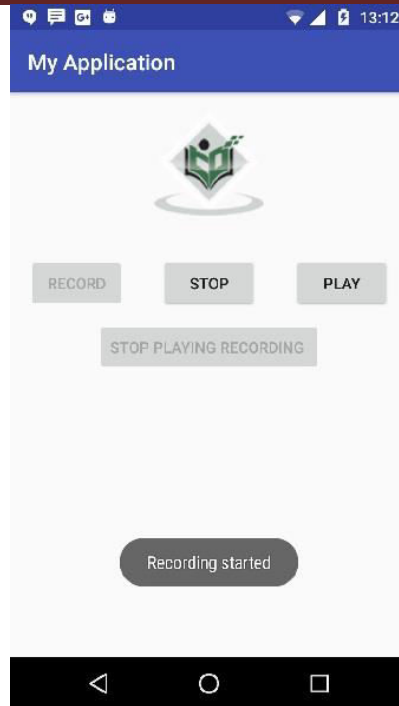 13:12
My Application
RECORD STOP PLAY
STOP PLAYING RECORDING
Recording started